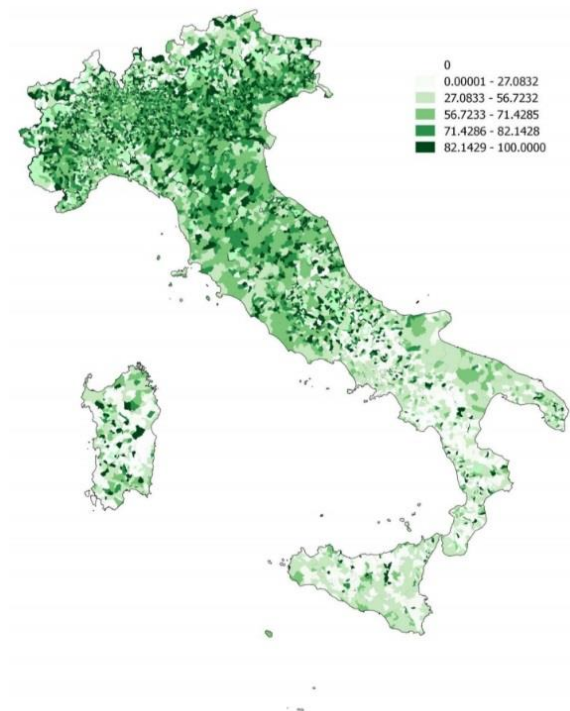 0
0.00001 - 27.0832
27.0833 - 56.7232
56.7233 - 71.4285
71.4286 - 82.1428
82.1429 - 100.0000